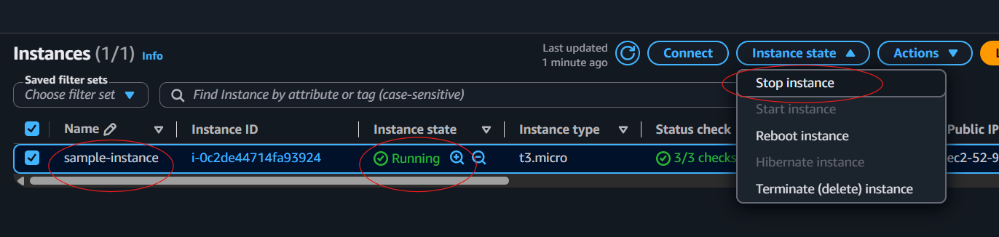 Instances (1/1) Info
Last updated
1 minute ago
Connect
Instance state
Actions
Saved filter sets
Choose filter set
Find Instance by attribute or tag (case-sensitive)
Stop instance
Start instance
Reboot instance
Hibernate instance
Terminate (delete) instance
Name
Instance ID
Instance state
Instance type
Status check
Public IP
sample-instance
i-0c2de44714fa93924
Running
t3.micro
3/3 checks
ec2-52-9